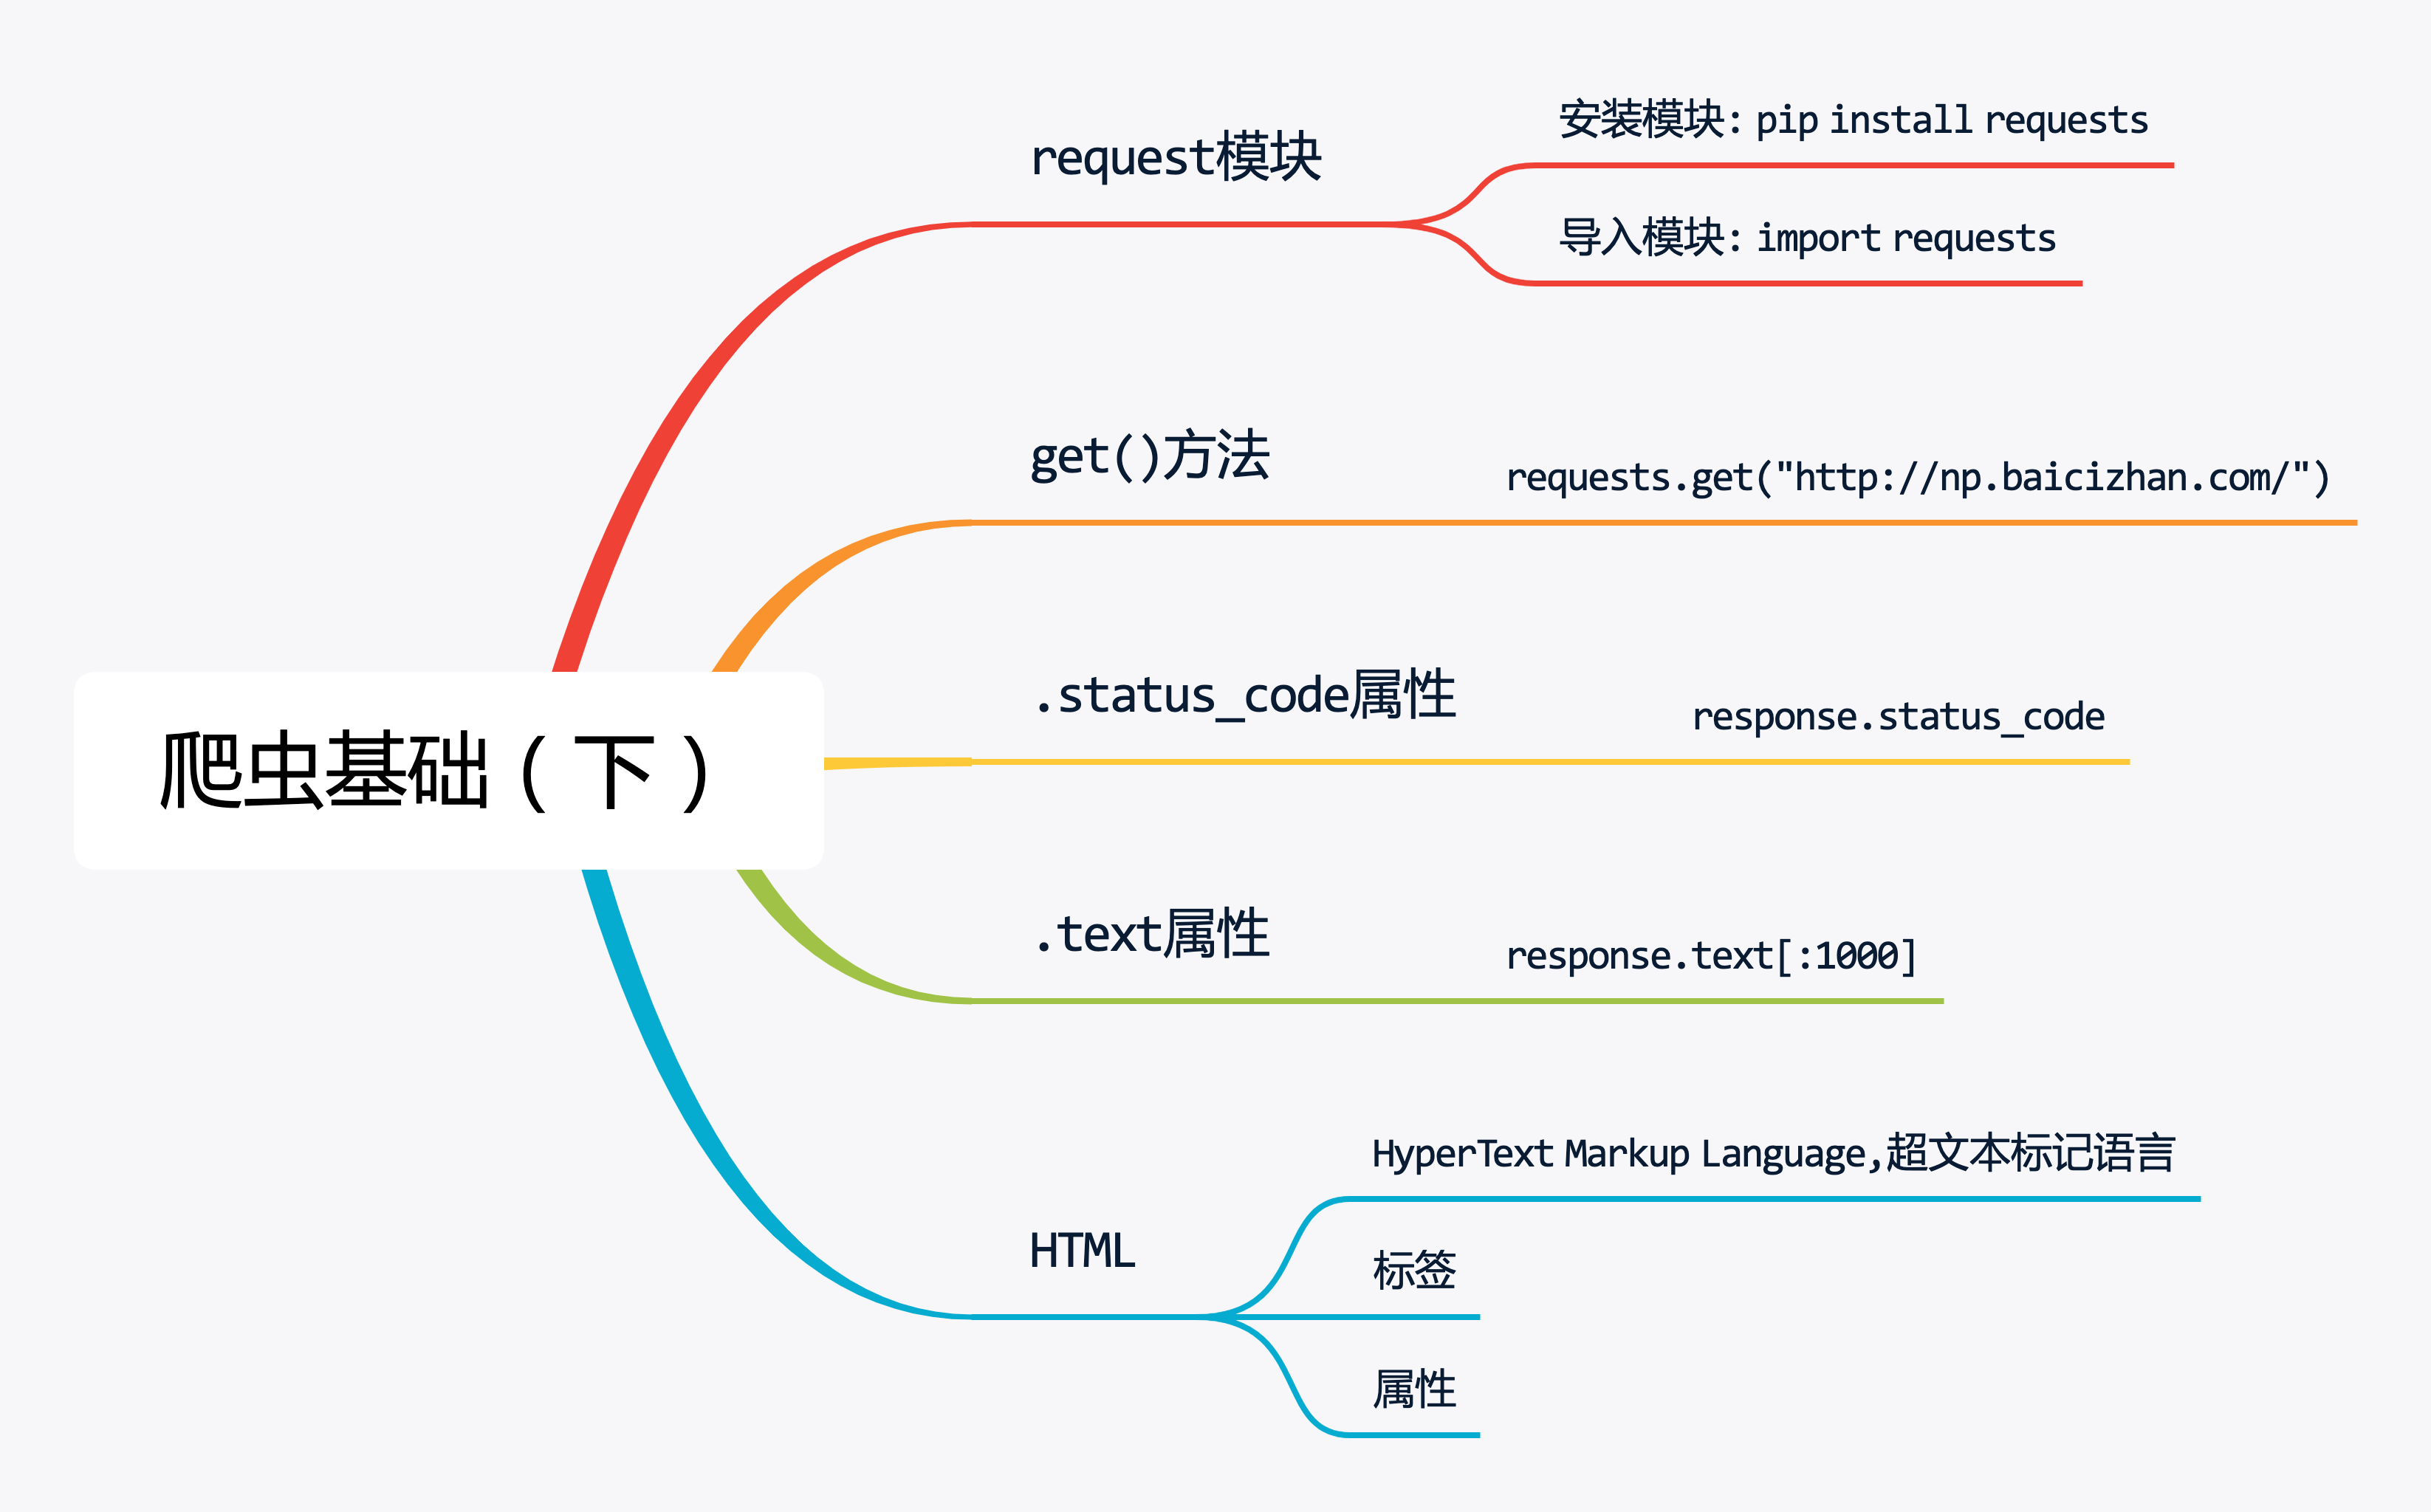 爬虫基础（下）
request模块
安装模块：pip install requests
导入模块：import requests
get()方法
requests.get("http://np.baicizhan.com/")
.status_code属性
response.status_code
.text属性
response.text[:1000]
HTML
HyperText Markup Language,超文本标记语言
标签
属性